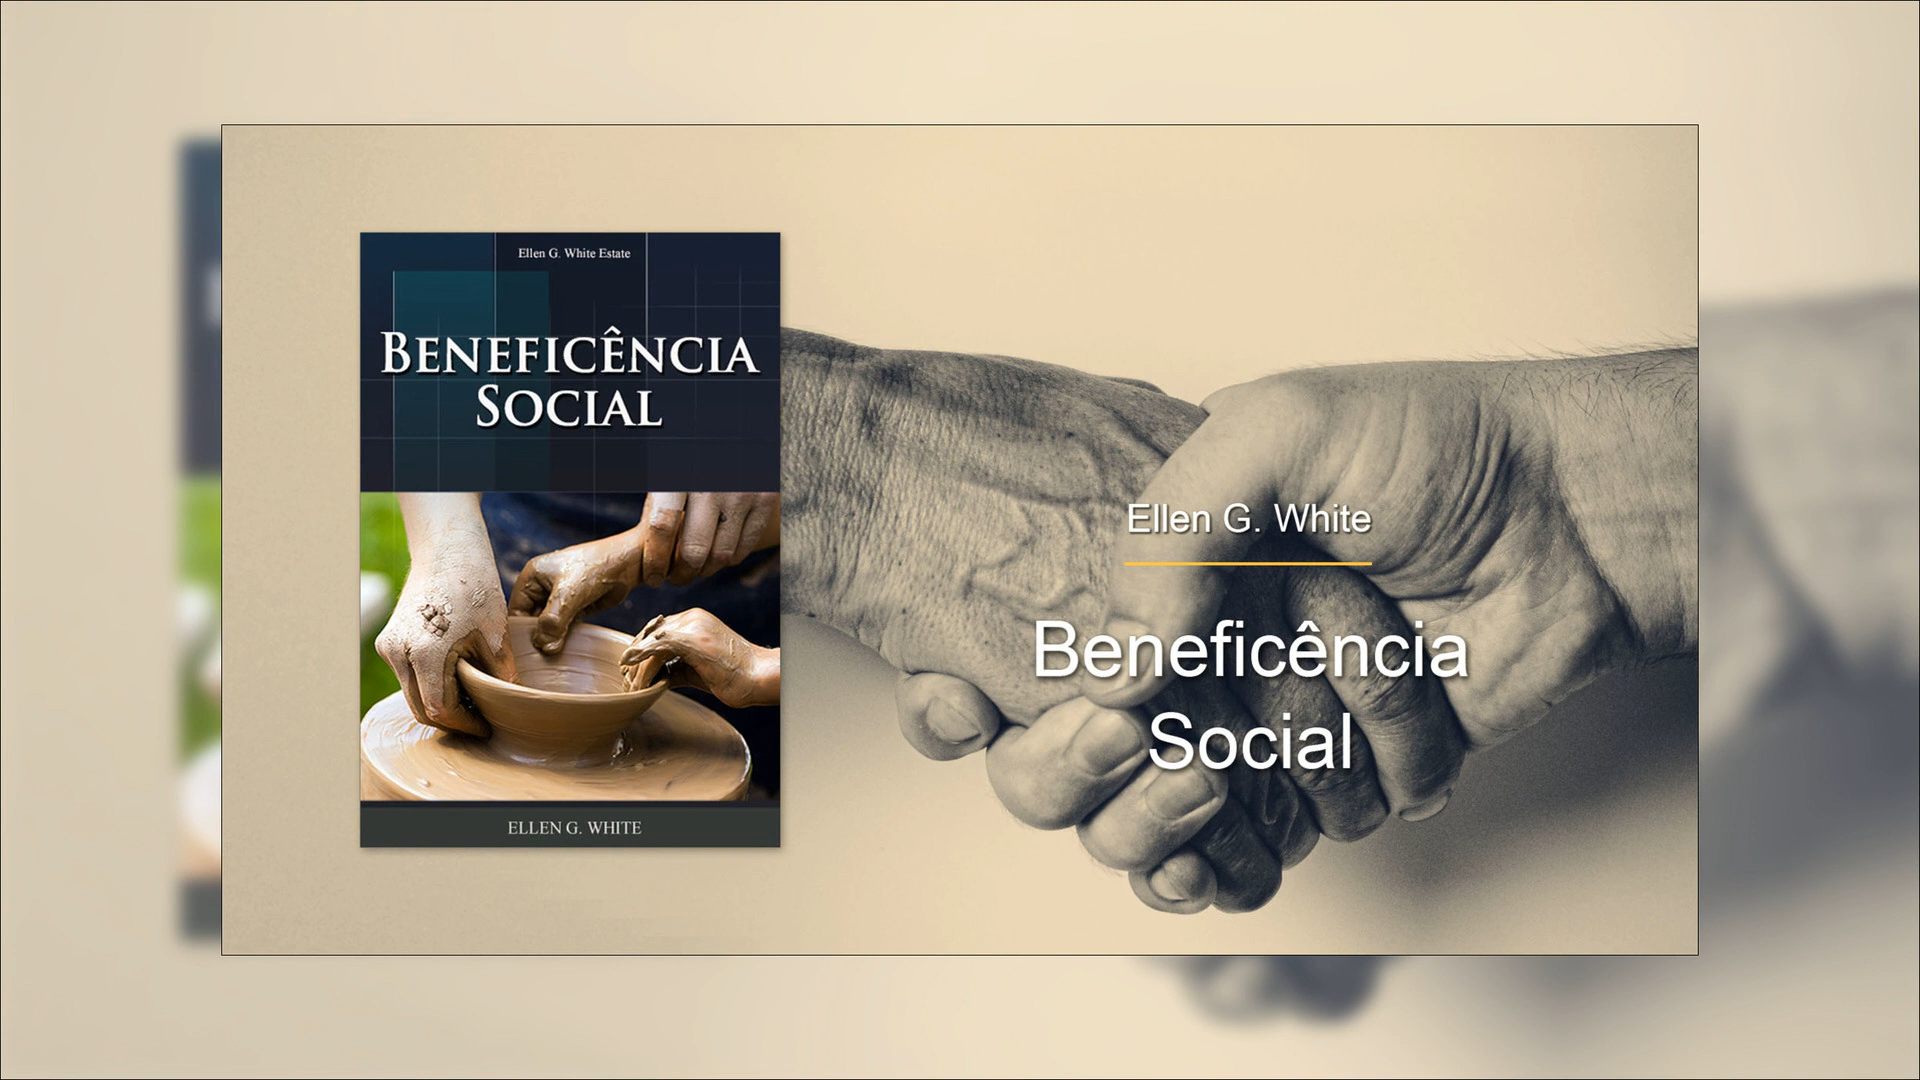 Ellen G. White Estate
BENEFICÊNCIA
SOCIAL
ELLEN G. WHITE
Ellen G. White
Beneficência
Social